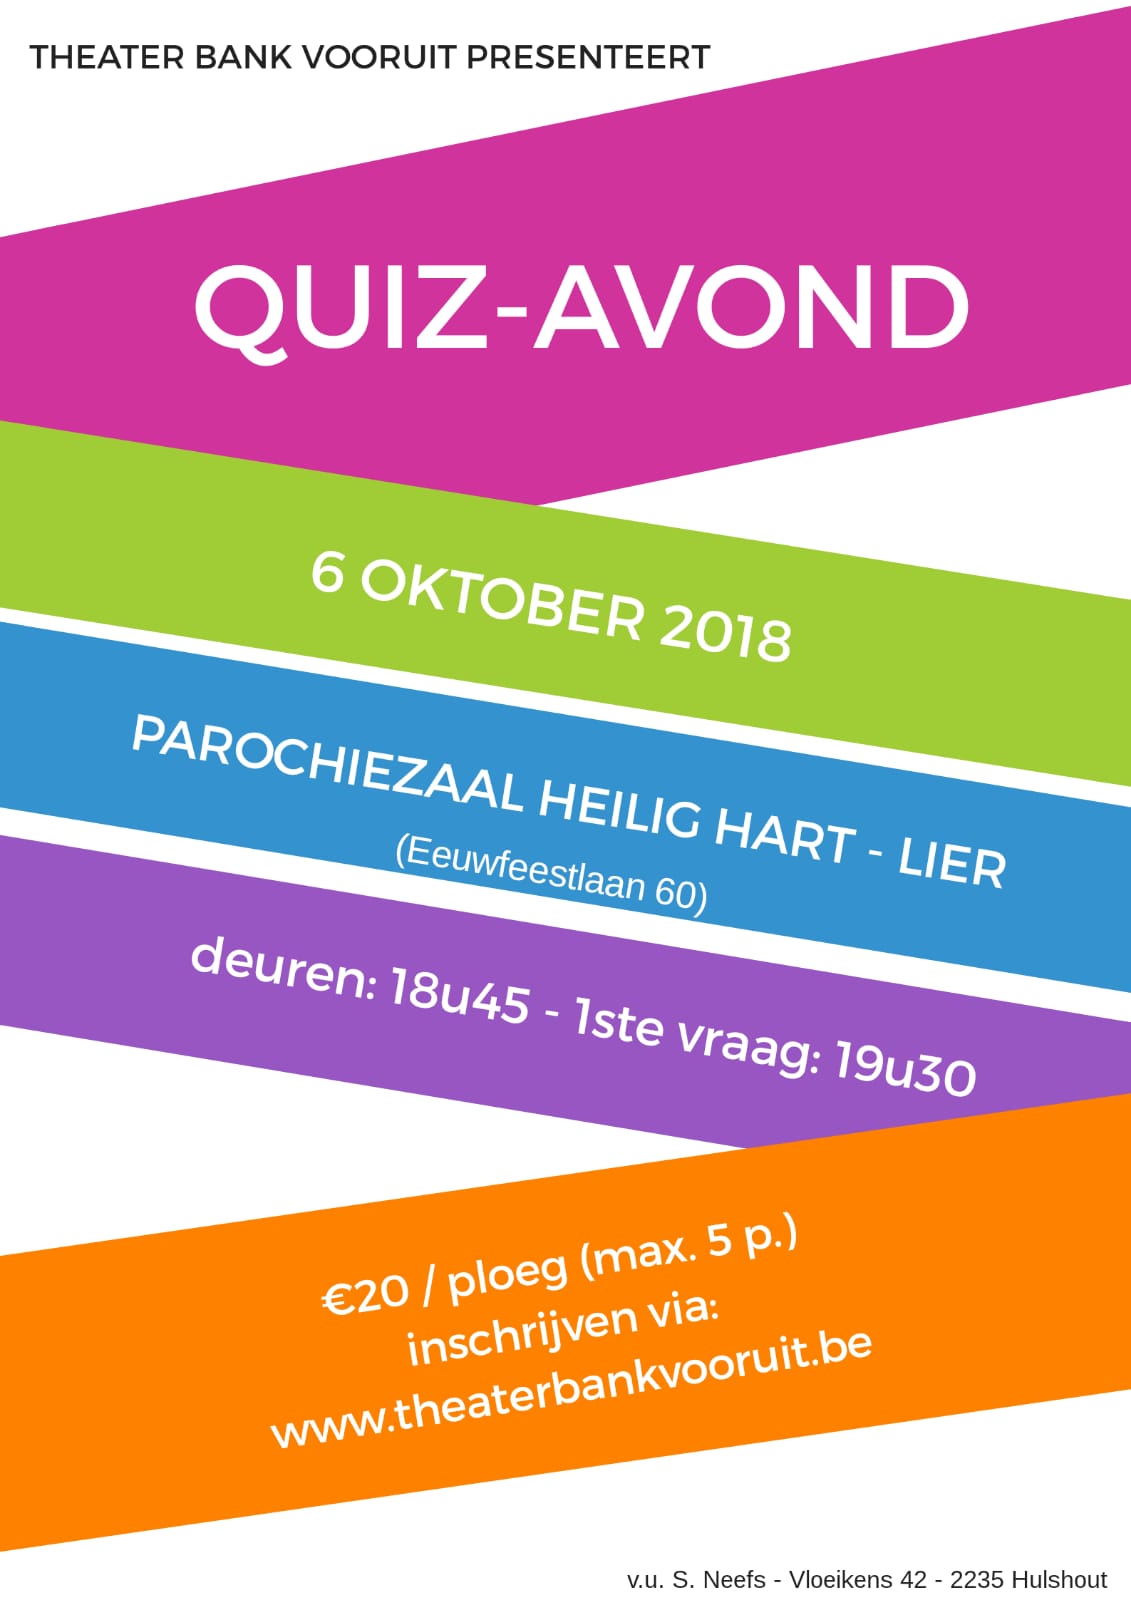 THEATER BANK VOORUIT PRESENTEERT
QUIZ-AVOND
6 OKTOBER 2018
PAROCHIEZAAL HEILIG HART - LIER
(Eeuwfeestlaan 60)
deuren: 18u45 - 1ste vraag: 19u30
€20 / ploeg (max. 5 p.)
inschrijven via:
www.theaterbankvooruit.be
v.u. S. Neefs - Vloeikens 42 - 2235 Hulshout